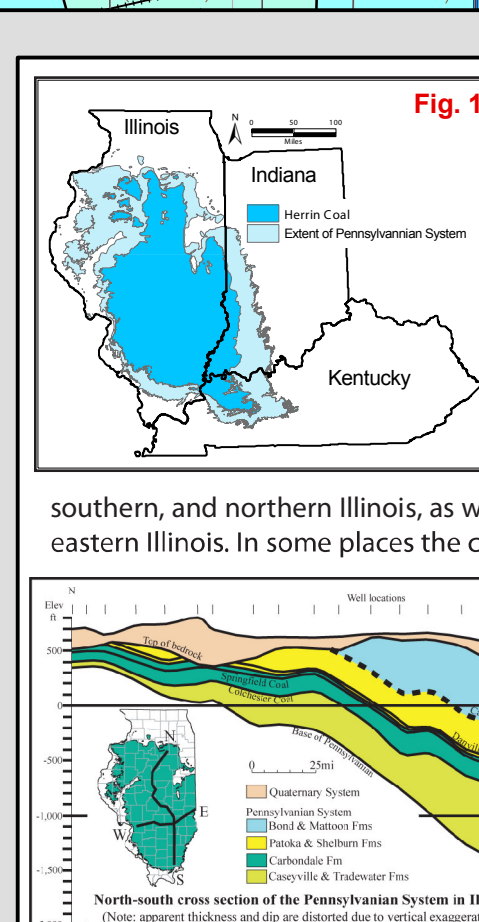 Fig. 1
Illinois
N
0 50 100
Miles
Indiana
Herrin Coal
Extent of Pennsylvannian System
Kentucky
southern, and northern Illinois, as w
eastern Illinois. In some places the c
N
Elev
ft
Well locations
Top of bedrock
500
Springfield Coal
Colchester Coal
0
Base of Pennsylvanian
Danvill
-500
N
0 25mi
Quaternary System
Pennsylvanian System
-1,000
Bond & Mattoon Fms
E
Patoka & Shelburn Fms
W
Carbondale Fm
-1,500
Caseyville & Tradewater Fms
S
North-south cross section of the Pennsylvanian System in Il
(Note: apparent thickness and dip are distorted due to vertical exaggerat